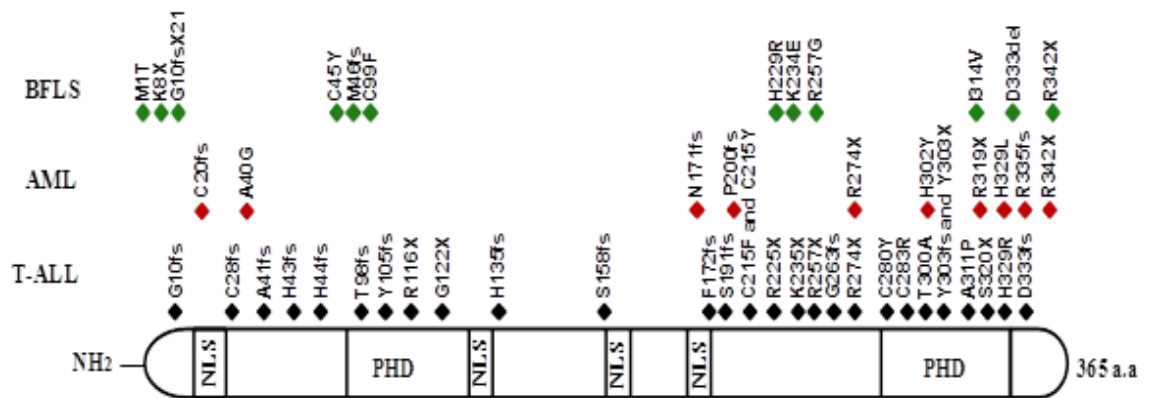 BFLS
M1T
K8X
G10fsX21
C45Y
M46fs
C99F
H229R
K234E
R257G
I314V
D333del
R342X
AML
C20fs
A40G
N171fs
P200fs
R274X
H302Y
R319X
H329L
R335fs
R342X
T-ALL
G10fs
C28fs
A41fs
H43fs
H44fs
T98fs
Y105fs
R116X
G122X
H135fs
S158fs
F172fs
S191fs
C215F and C215Y
R225X
K235X
R257X
G263fs
R274X
C280Y
C283R
T300A
Y303fs and Y303X
A311P
S320X
H329R
D333fs
NH2
NLS
PHD
NLS
NLS
NLS
PHD
365 a.a